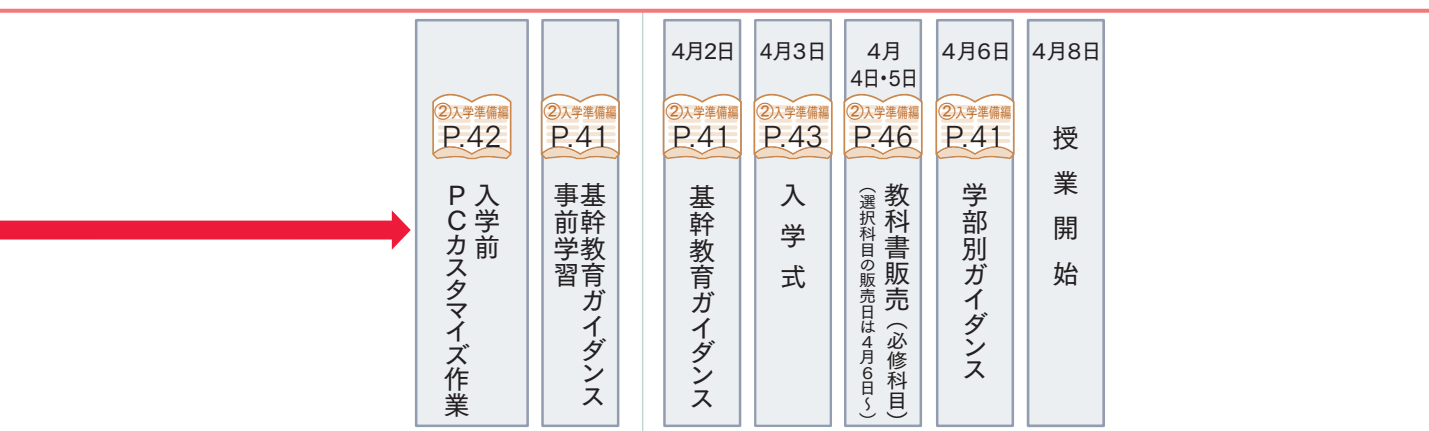 ②入学準備編
P.42
入学前
PCカスタマイズ作業
②入学準備編
P.41
基幹教育ガイダンス
事前学習
4月2日
②入学準備編
P.41
基幹教育ガイダンス
4月3日
②入学準備編
P.43
入学式
4月
4日・5日
②入学準備編
P.46
教科書販売（必修科目）
（選択科目の販売日は4月6日～）
4月6日
②入学準備編
P.41
学部別ガイダンス
4月8日
授業開始